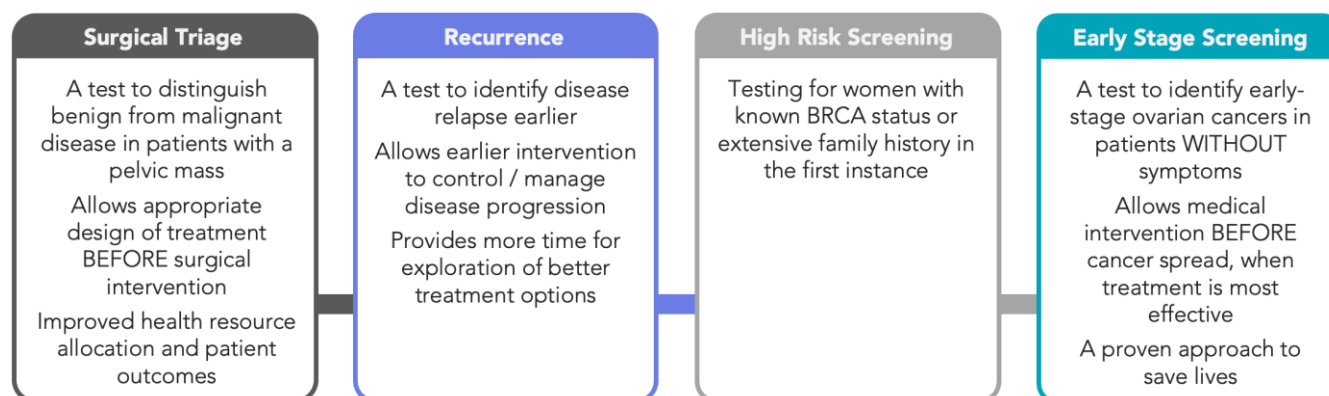 Surgical Triage
A test to distinguish
benign from malignant
disease in patients with a
pelvic mass
Allows appropriate
design of treatment
BEFORE surgical
intervention
Improved health resource
allocation and patient
outcomes
Recurrence
A test to identify disease
relapse earlier
Allows earlier intervention
to control / manage
disease progression
Provides more time for
exploration of better
treatment options
High Risk Screening
Testing for women with
known BRCA status or
extensive family history in
the first instance
Early Stage Screening
A test to identify early-
stage ovarian cancers in
patients WITHOUT
symptoms
Allows medical
intervention BEFORE
cancer spread, when
treatment is most
effective
A proven approach to
save lives